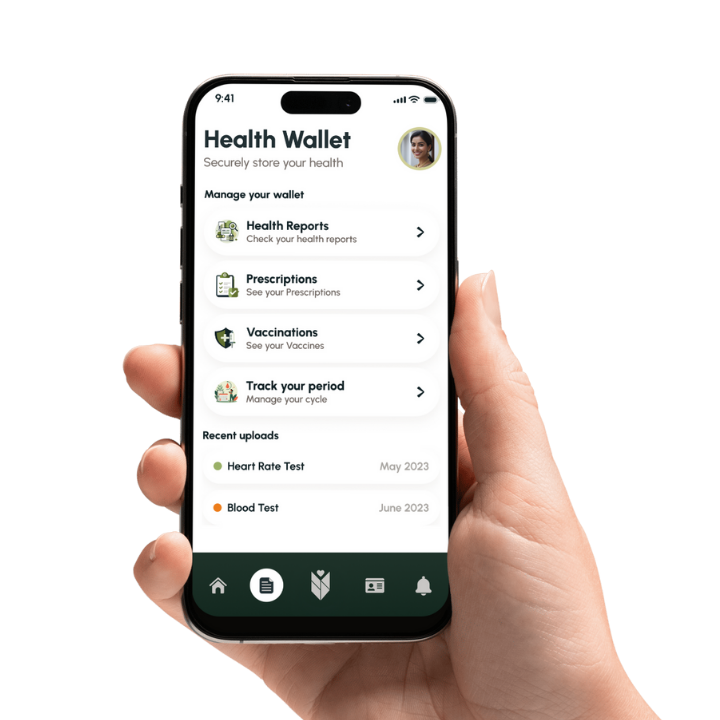 9:41
Health Wallet
Securely store your health
Manage your wallet
Health Reports
Check your health reports
Prescriptions
See your Prescriptions
Vaccinations
See your Vaccines
Track your period
Manage your cycle
Recent uploads
Heart Rate Test
May 2023
Blood Test
June 2023